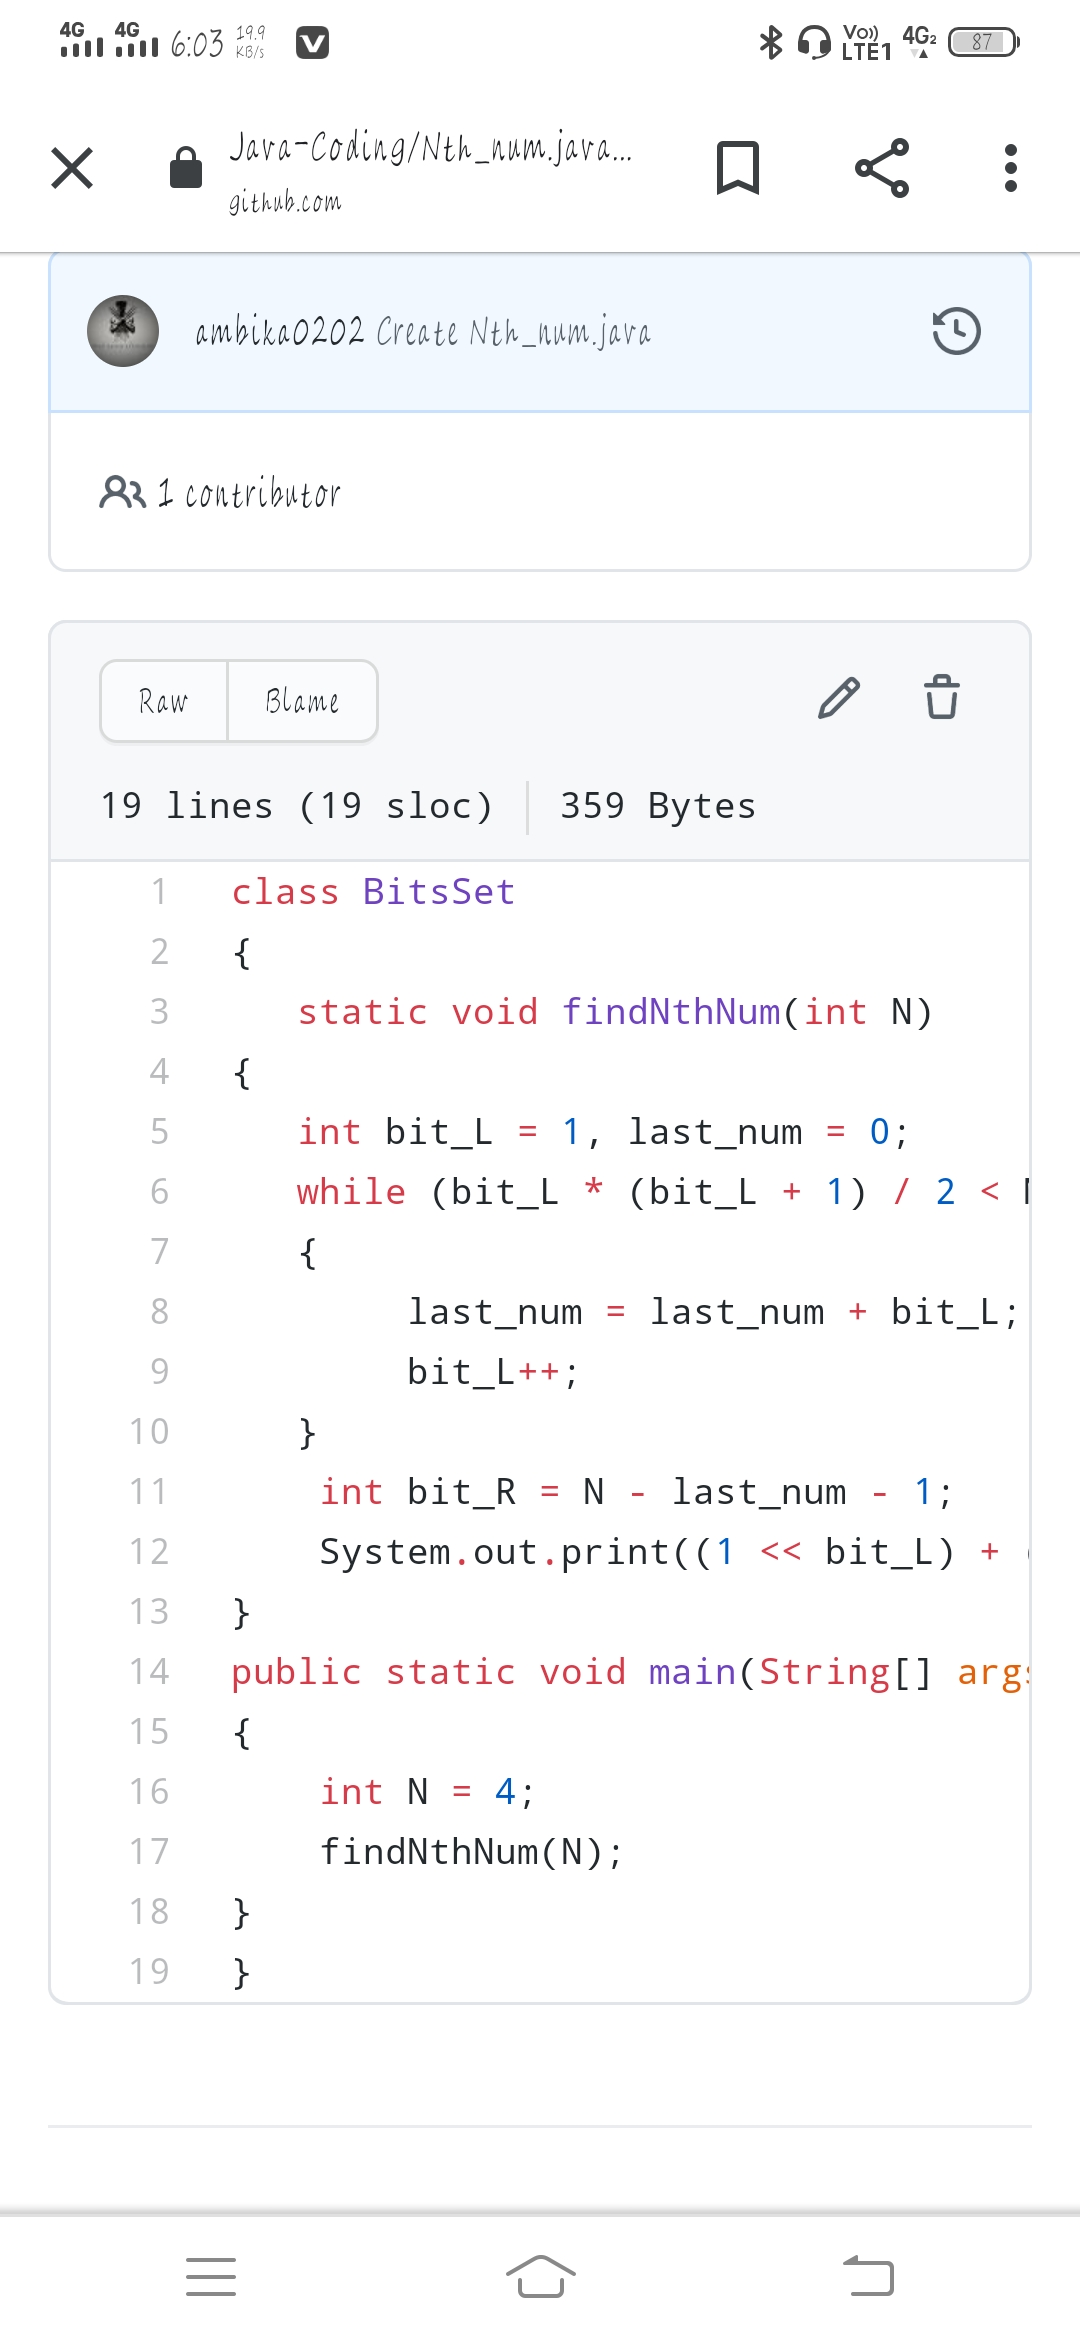 4G 4G 6:03 19.9 KB/s V Vo)) LTE1 4G2 87
Java-Coding/Nth_num.java...
github.com
ambika0202 Create Nth_num.java
1 contributor
Raw Blame
19 lines (19 sloc) 359 Bytes
1 class BitsSet
2 {
3 static void findNthNum(int N)
4 {
5 int bit_L = 1, last_num = 0;
6 while (bit_L * (bit_L + 1) / 2 <
7 {
8 last_num = last_num + bit_L;
9 bit_L++;
10 }
11 int bit_R = N - last_num - 1;
12 System.out.print((1 << bit_L) +
13 }
14 public static void main(String[] args
15 {
16 int N = 4;
17 findNthNum(N);
18 }
19 }